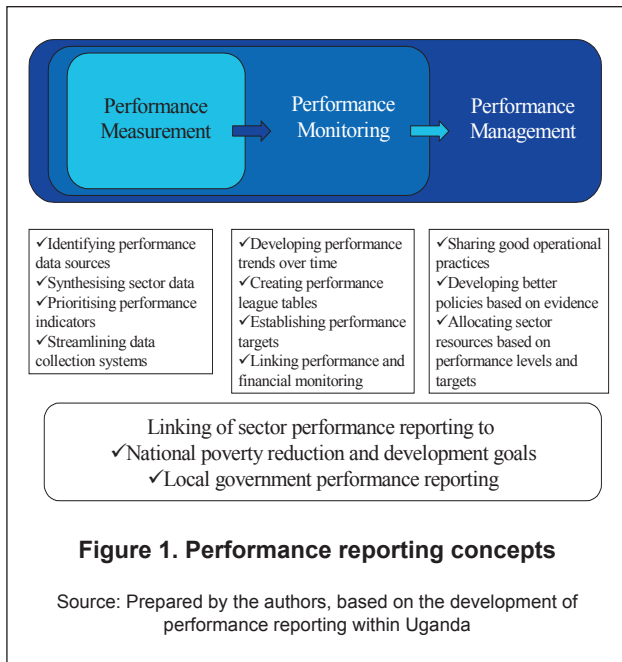 Performance
Measurement
Performance
Monitoring
Performance
Management
✓Identifying performance
data sources
✓Synthesising sector data
✓Prioritising performance
indicators
✓Streamlining data
collection systems
✓Developing performance
trends over time
✓Creating performance
league tables
✓Establishing performance
targets
✓Linking performance and
financial monitoring
✓Sharing good operational
practices
✓Developing better
policies based on evidence
✓Allocating sector
resources based on
performance levels and
targets
Linking of sector performance reporting to
✓National poverty reduction and development goals
✓Local government performance reporting
Figure 1. Performance reporting concepts
Source: Prepared by the authors, based on the development of
performance reporting within Uganda